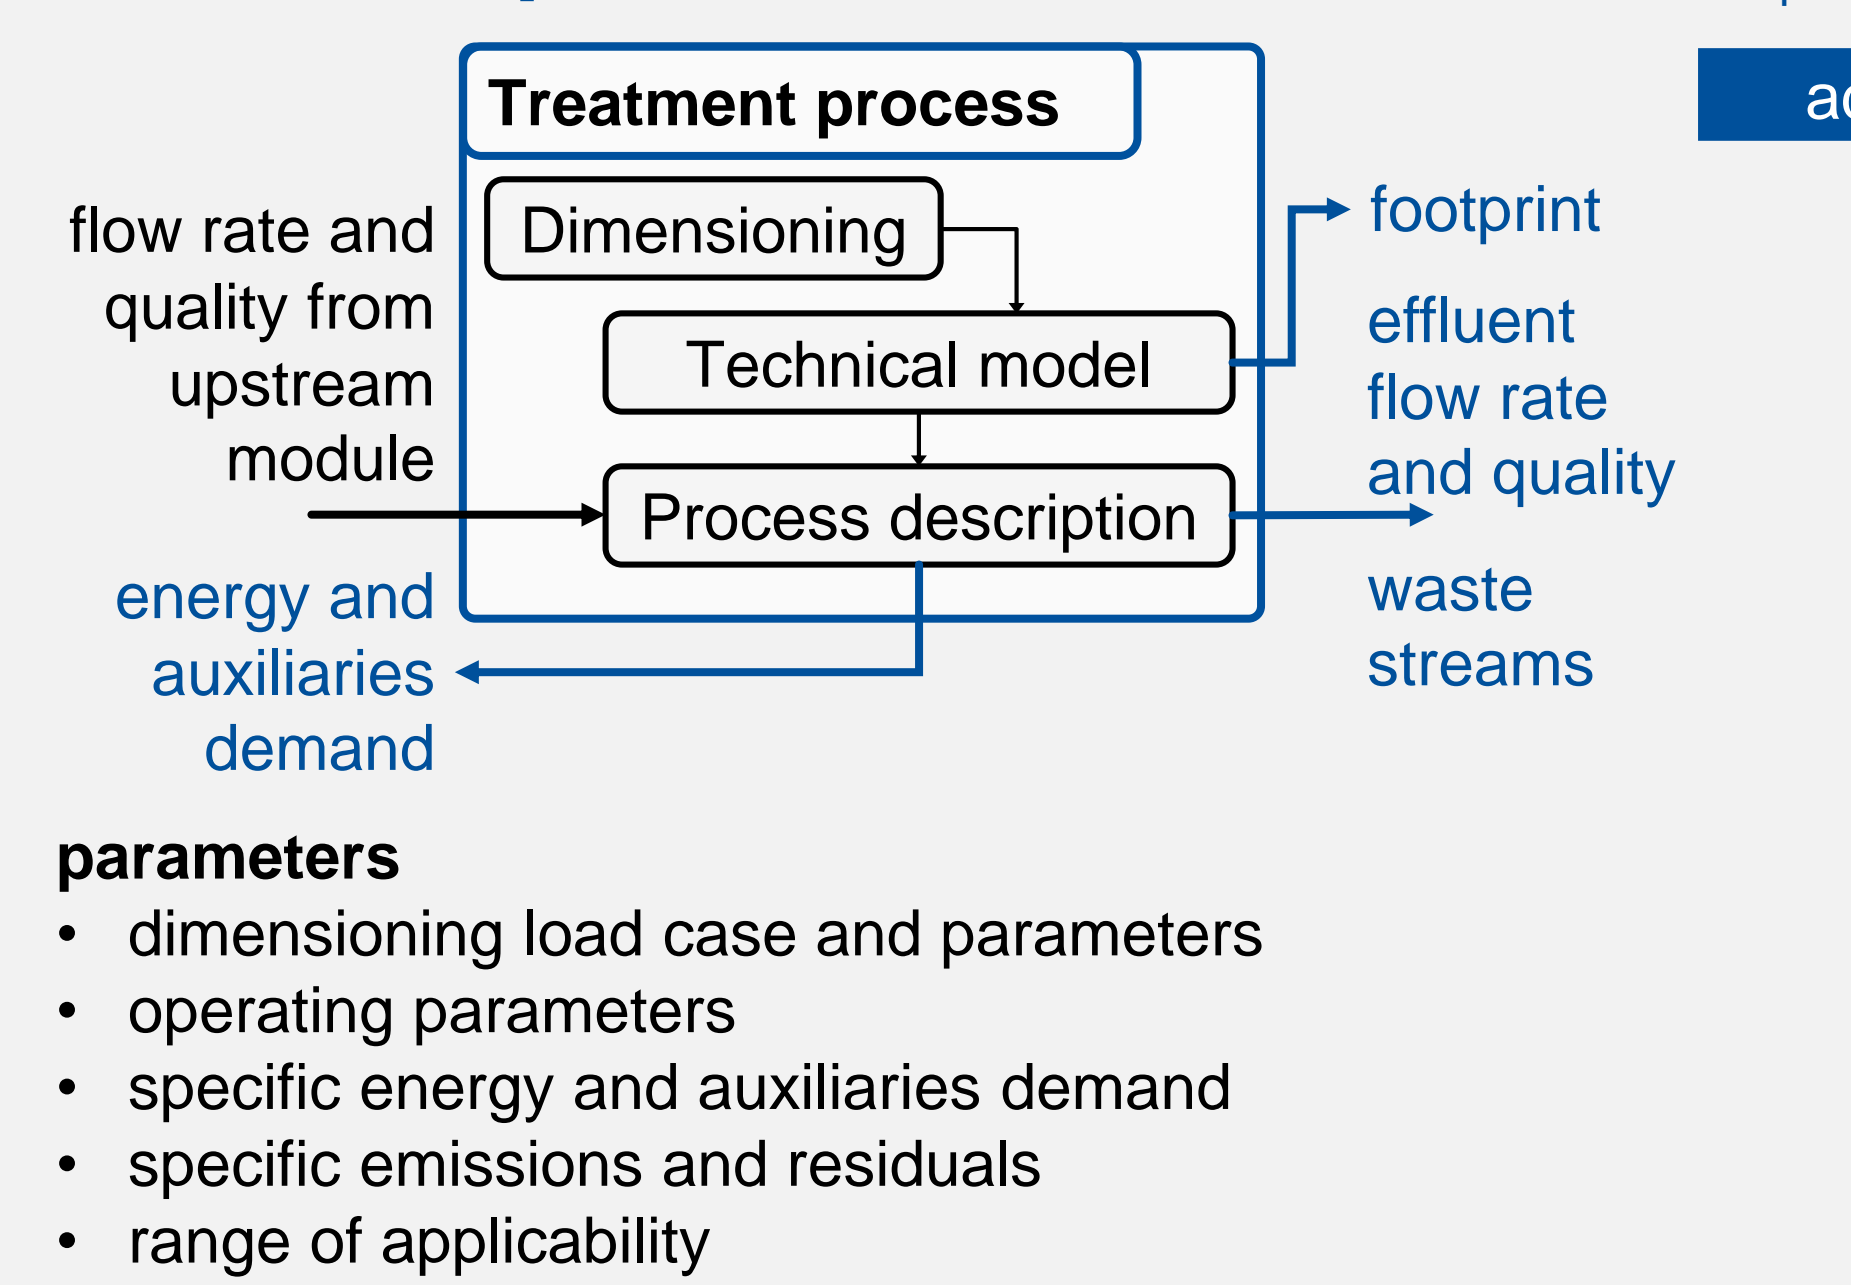 Treatment process
Dimensioning
Technical model
Process description
flow rate and
quality from
upstream
module
energy and
auxiliaries
demand
footprint
effluent
flow rate
and quality
waste
streams
parameters
• dimensioning load case and parameters
• operating parameters
• specific energy and auxiliaries demand
• specific emissions and residuals
• range of applicability